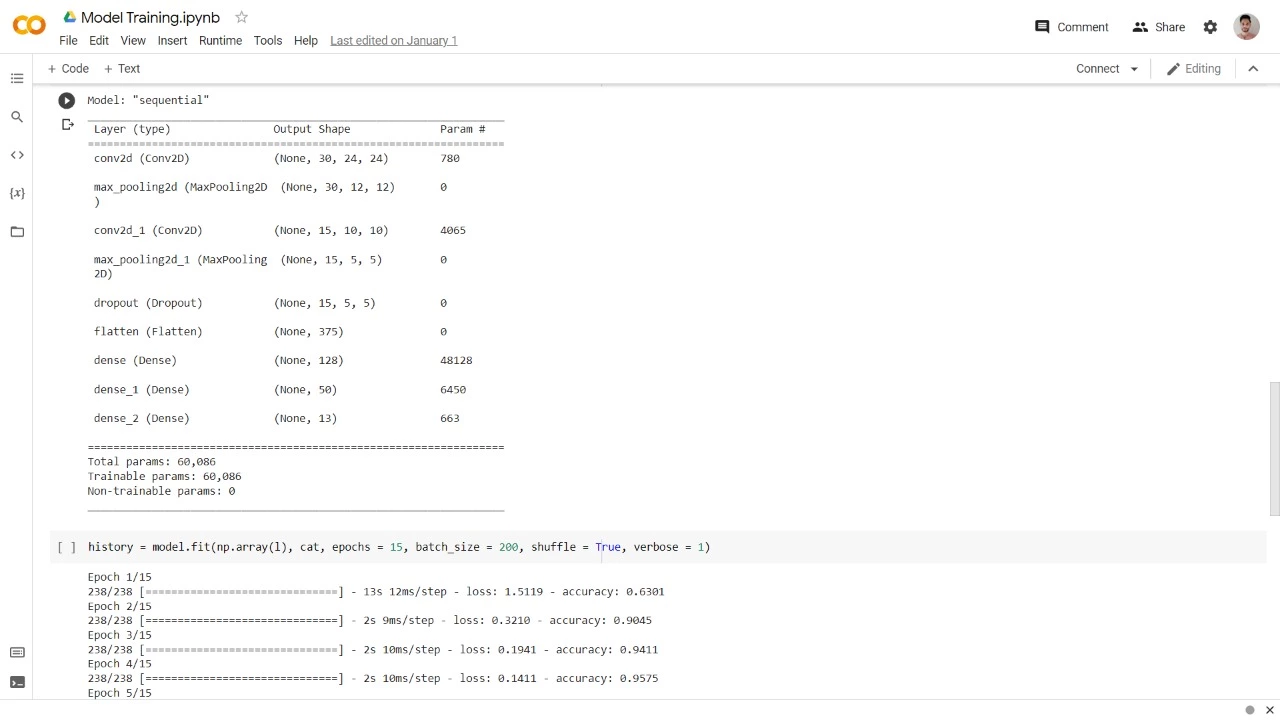 Model Training.ipynb
File Edit View Insert Runtime Tools Help Last edited on January 1
Comment Share
+ Code + Text
Connect Editing
Model: "sequential"
Layer (type) Output Shape Param #
=================================================================
conv2d (Conv2D) (None, 30, 24, 24) 780
max_pooling2d (MaxPooling2D (None, 30, 12, 12) 0
)
conv2d_1 (Conv2D) (None, 15, 10, 10) 4065
max_pooling2d_1 (MaxPooling (None, 15, 5, 5) 0
2D)
dropout (Dropout) (None, 15, 5, 5) 0
flatten (Flatten) (None, 375) 0
dense (Dense) (None, 128) 48128
dense_1 (Dense) (None, 50) 6450
dense_2 (Dense) (None, 13) 663
=================================================================
Total params: 60,086
Trainable params: 60,086
Non-trainable params: 0
[ ] history = model.fit(np.array(l), cat, epochs = 15, batch_size = 200, shuffle = True, verbose = 1)
Epoch 1/15
238/238 [==============================] - 13s 12ms/step - loss: 1.5119 - accuracy: 0.6301
Epoch 2/15
238/238 [==============================] - 2s 9ms/step - loss: 0.3210 - accuracy: 0.9045
Epoch 3/15
238/238 [==============================] - 2s 10ms/step - loss: 0.1941 - accuracy: 0.9411
Epoch 4/15
238/238 [==============================] - 2s 10ms/step - loss: 0.1411 - accuracy: 0.9575
Epoch 5/15